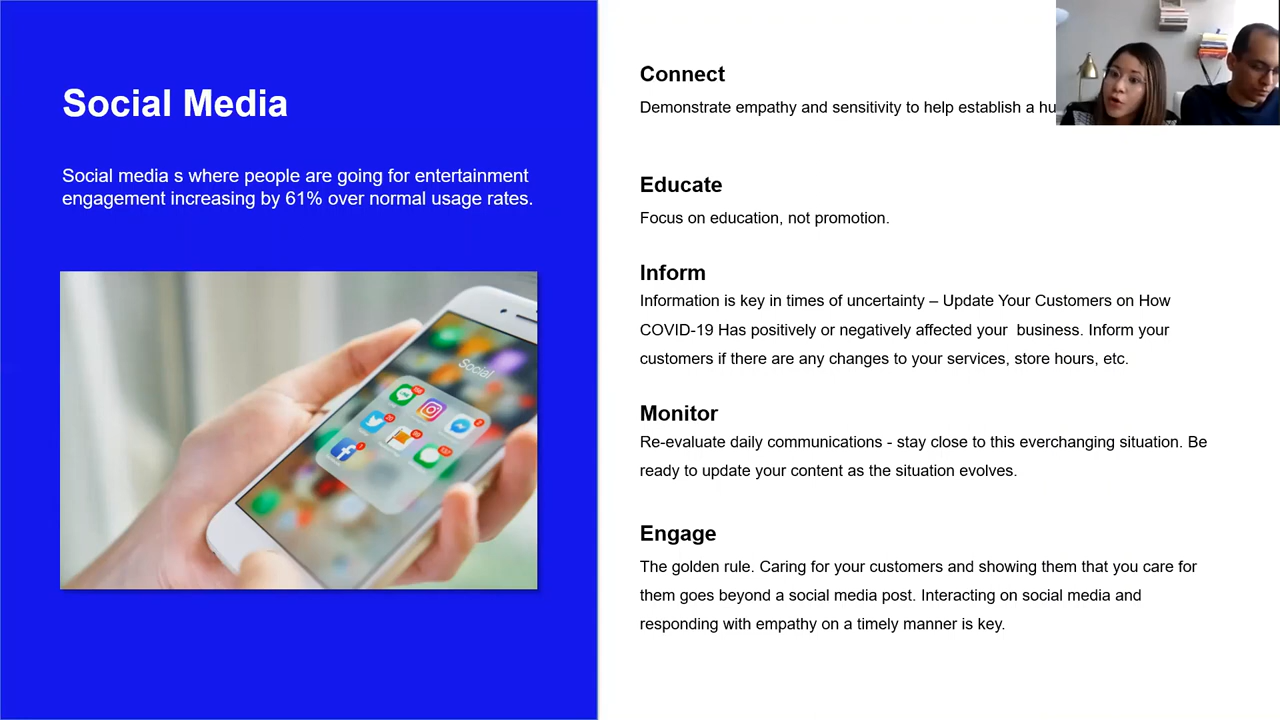 Social Media
Social media s where people are going for entertainment
engagement increasing by 61% over normal usage rates.
Social
Connect
Demonstrate empathy and sensitivity to help establish a
Educate
Focus on education, not promotion.
Inform
Information is key in times of uncertainty – Update Your Customers on How
COVID-19 Has positively or negatively affected your  business. Inform your
customers if there are any changes to your services, store hours, etc.
Monitor
Re-evaluate daily communications - stay close to this everchanging situation. Be
ready to update your content as the situation evolves.
Engage
The golden rule. Caring for your customers and showing them that you care for
them goes beyond a social media post. Interacting on social media and
responding with empathy on a timely manner is key.